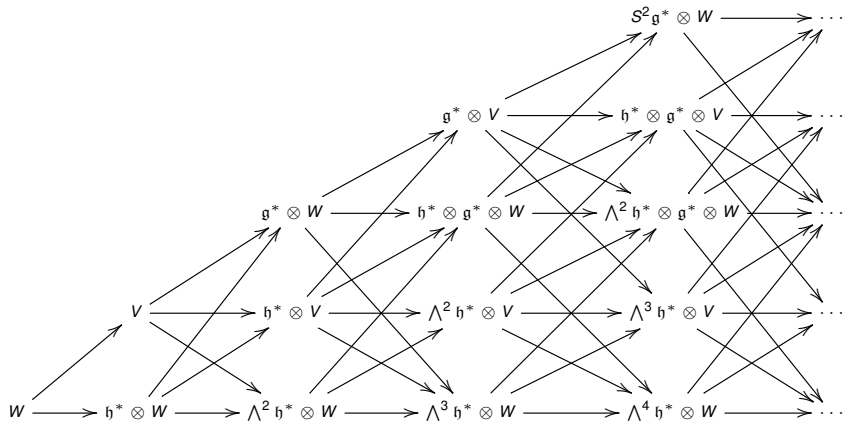 S²𝔤* ⊗ W ⋯
𝔤* ⊗ V 𝔥* ⊗ 𝔤* ⊗ V ⋯
𝔤* ⊗ W 𝔥* ⊗ 𝔤* ⊗ W ⋀² 𝔥* ⊗ 𝔤* ⊗ W ⋯
V 𝔥* ⊗ V ⋀² 𝔥* ⊗ V ⋀³ 𝔥* ⊗ V ⋯
W 𝔥* ⊗ W ⋀² 𝔥* ⊗ W ⋀³ 𝔥* ⊗ W ⋀⁴ 𝔥* ⊗ W ⋯